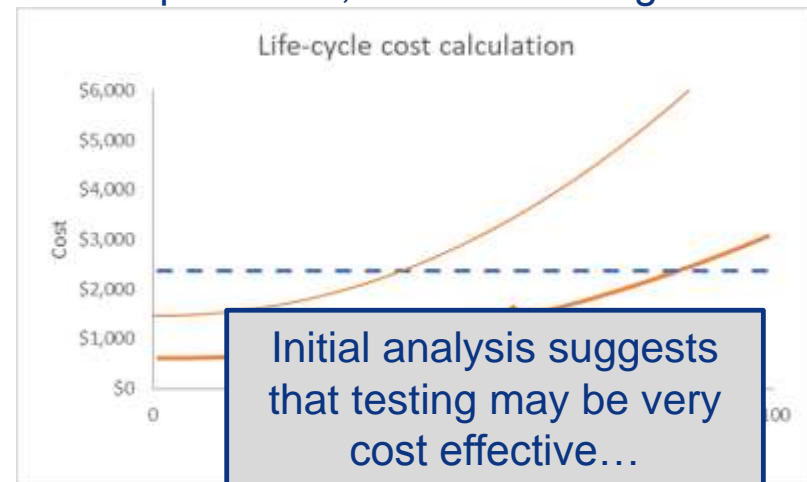 Life-cycle cost calculation
$6,000
$5,000
$4,000
$3,000
$2,000
$1,000
$0
Cost
0
Initial analysis suggests
that testing may be very
cost effective…